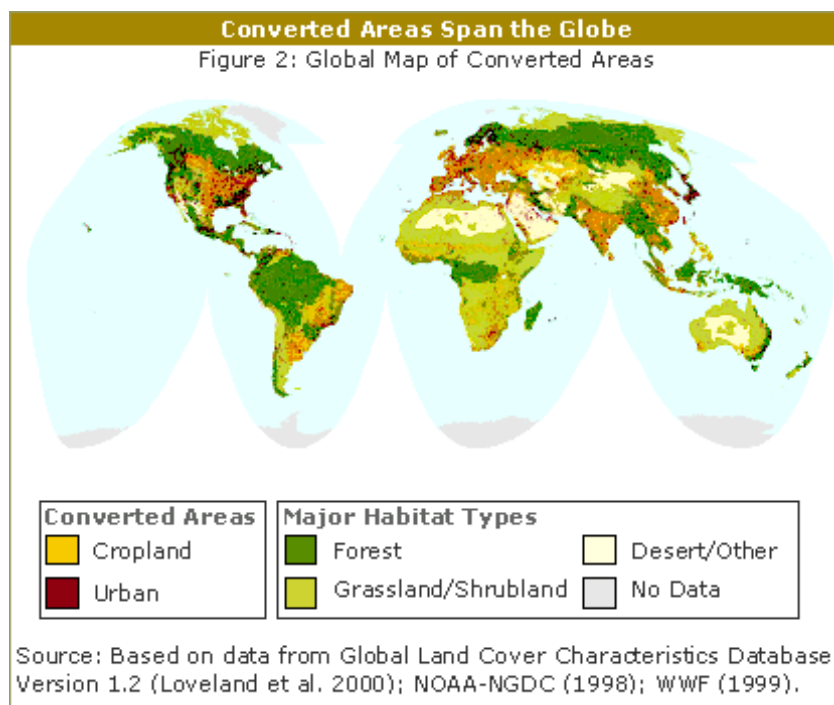 Converted Areas Span the Globe
Figure 2: Global Map of Converted Areas
Converted Areas
Cropland
Urban
Major Habitat Types
Forest
Grassland/Shrubland
Desert/Other
No Data
Source: Based on data from Global Land Cover Characteristics Database
Version 1.2 (Loveland et al. 2000); NOAA-NGDC (1998); WWF (1999).